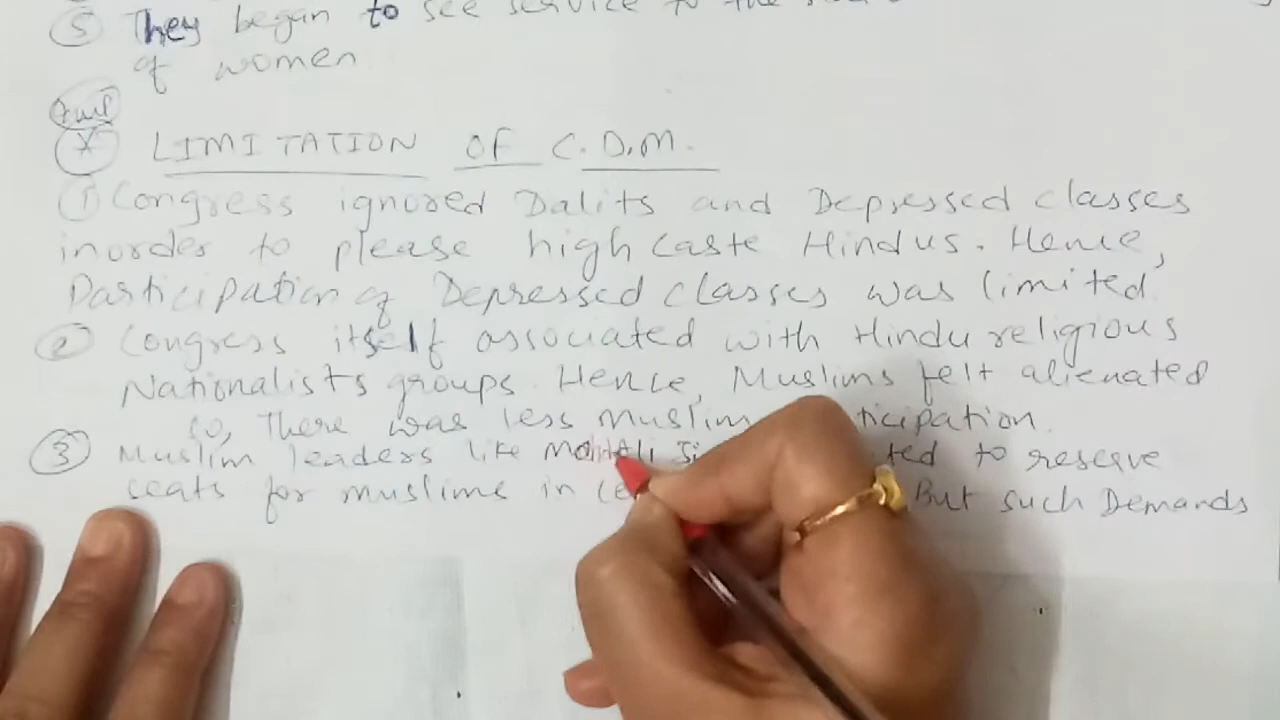 ⑤ They began to see service to the
of women
Imp
* LIMITATION OF C.D.M.
① Congress ignored Dalits and Depressed classes
inorder to please high caste Hindus. Hence,
Participation of Depressed classes was limited.
② Congress itself associated with Hindu religious
Nationalists groups. Hence, Muslims felt alienated
so, There was less muslim ticipation.
③ Muslim leaders like ted to reserve
seats for muslims in But such Demands